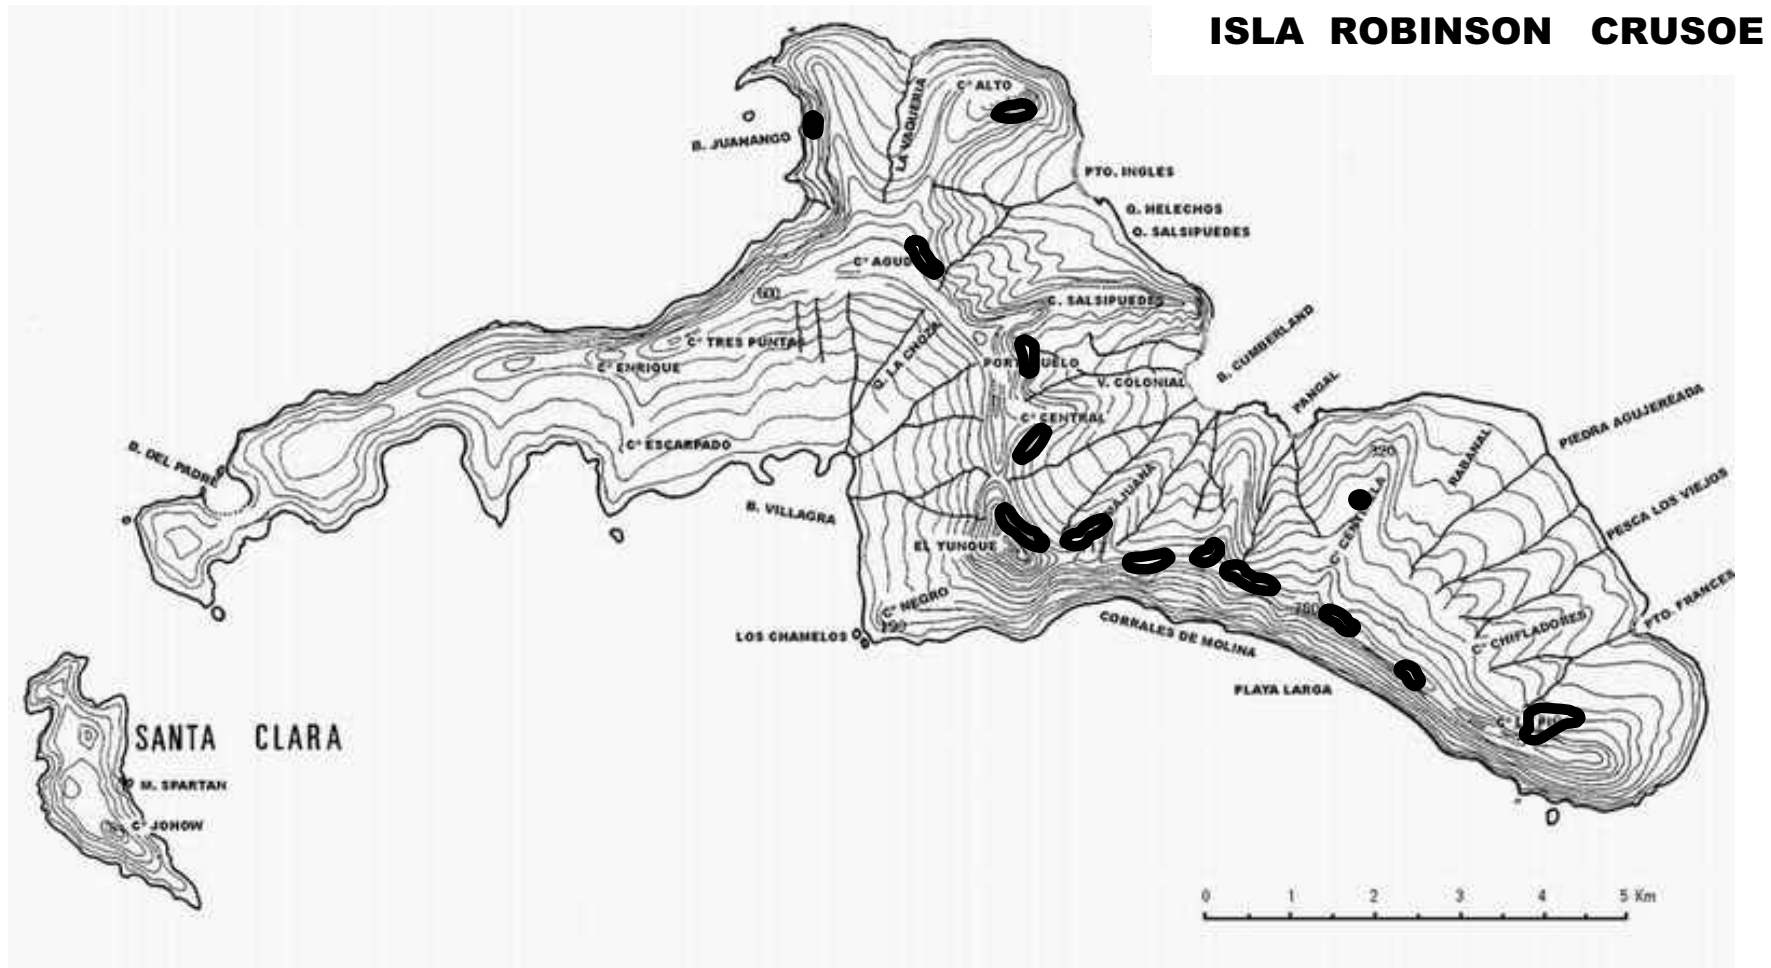 ISLA ROBINSON CRUSOE
Cº ALTO
LA VAQUERIA
B. JUANANGO
PTO. INGLES
Q. HELECHOS
Q. SALSIPUEDES
Cº AGUD
600
C. SALSIPUEDES
B. CUMBERLAND
Cº TRES PUNTAS
Q. LA CHOZA
Cº ENRIQUE
V. COLONIAL
PANGAL
Cº CENTRAL
PIEDRA AGUJEREADA
Cº ESCARPADO
B. DEL PADRE
320
RABANAL
PESCA LOS VIEJOS
B. VILLAGRA
EL YUNQUE
PTO. FRANCES
Cº NEGRO
LOS CHAMELOS
CORRALES DE MOLINA
Cº CHIFLADORES
PLAYA LARGA
SANTA CLARA
M. SPARTAN
Cº JOHOW
0 1 2 3 4 5 Km